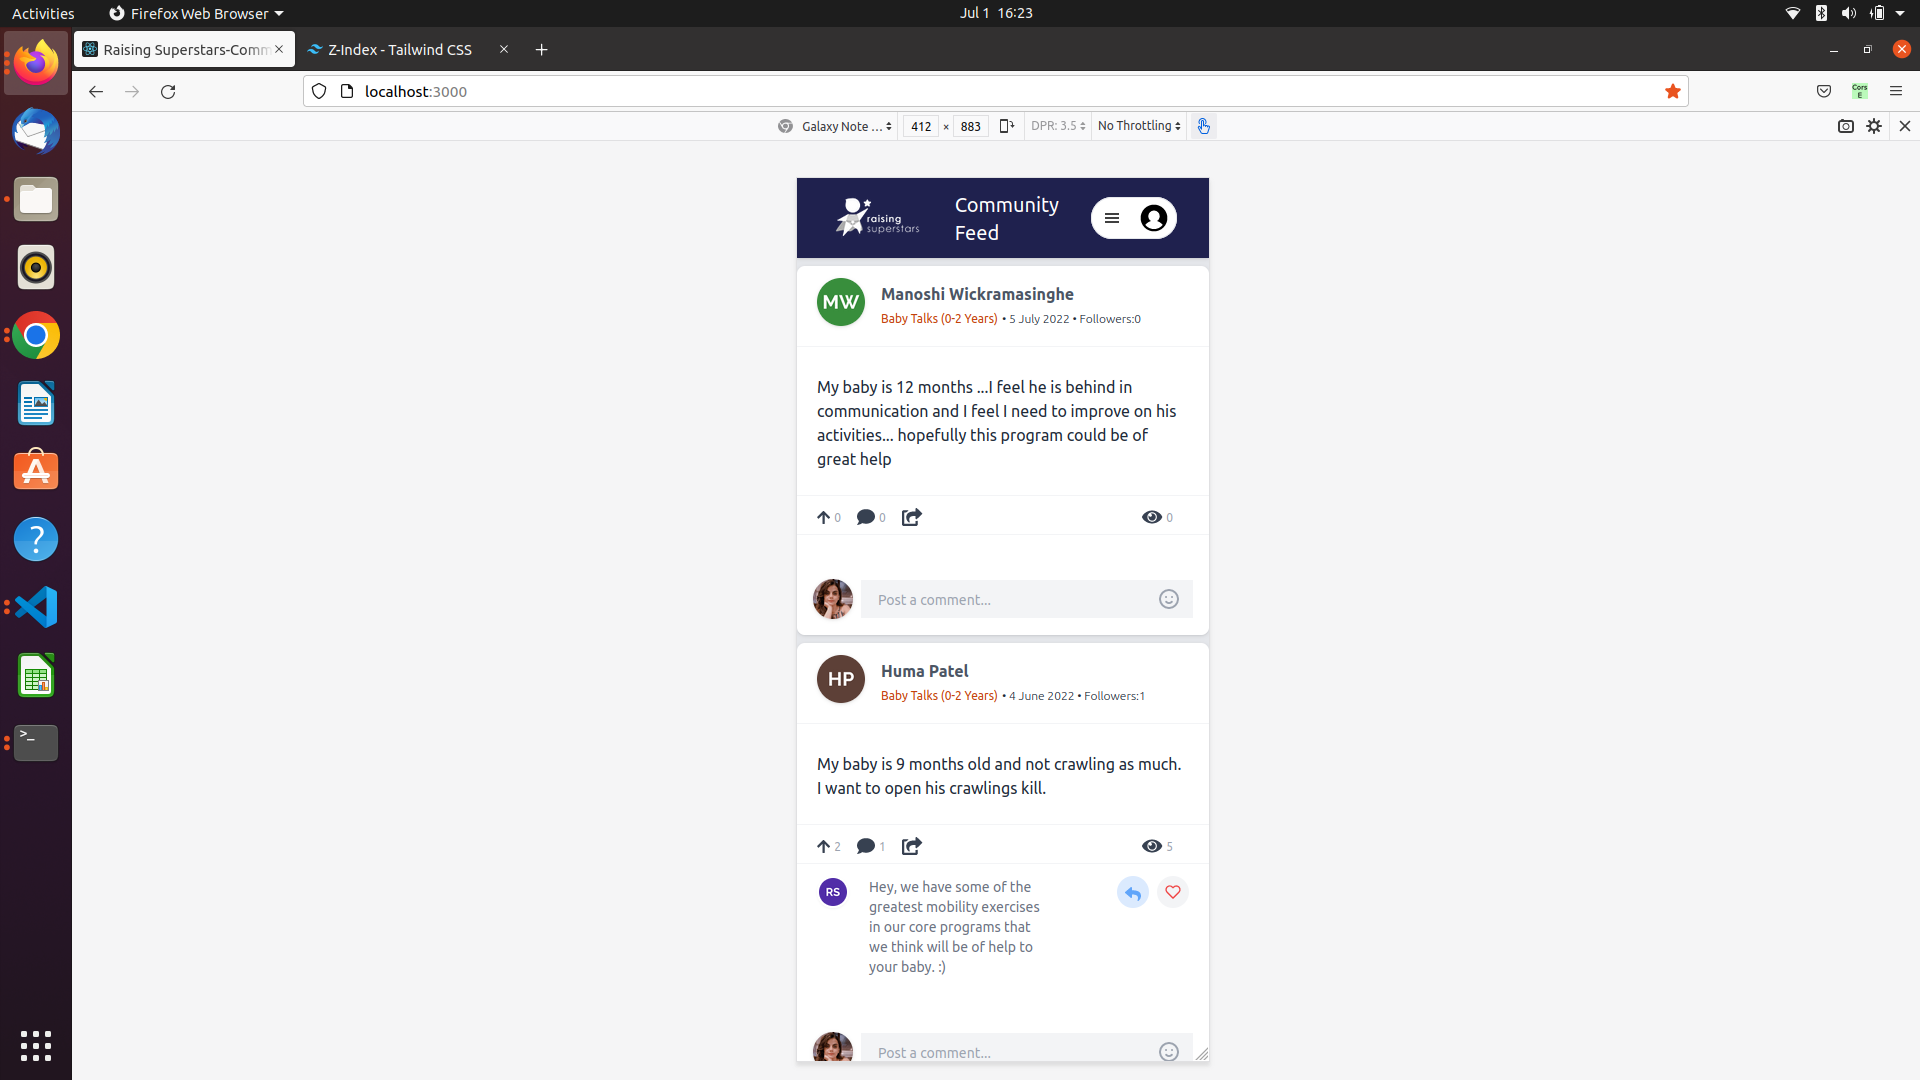 Activities
Firefox Web Browser
Jul 1 16:23
Raising Superstars-Comm
Z-Index - Tailwind CSS
localhost:3000
Cors
E
Galaxy Note ...
412 × 883
DPR: 3.5
No Throttling
raising
superstars
Community
Feed
MW
Manoshi Wickramasinghe
Baby Talks (0-2 Years) • 5 July 2022 • Followers:0
My baby is 12 months ...I feel he is behind in
communication and I feel I need to improve on his
activities... hopefully this program could be of
great help
0 0 0
Post a comment...
HP
Huma Patel
Baby Talks (0-2 Years) • 4 June 2022 • Followers:1
My baby is 9 months old and not crawling as much.
I want to open his crawlings kill.
2 1 5
RS
Hey, we have some of the
greatest mobility exercises
in our core programs that
we think will be of help to
your baby. :)
Post a comment...